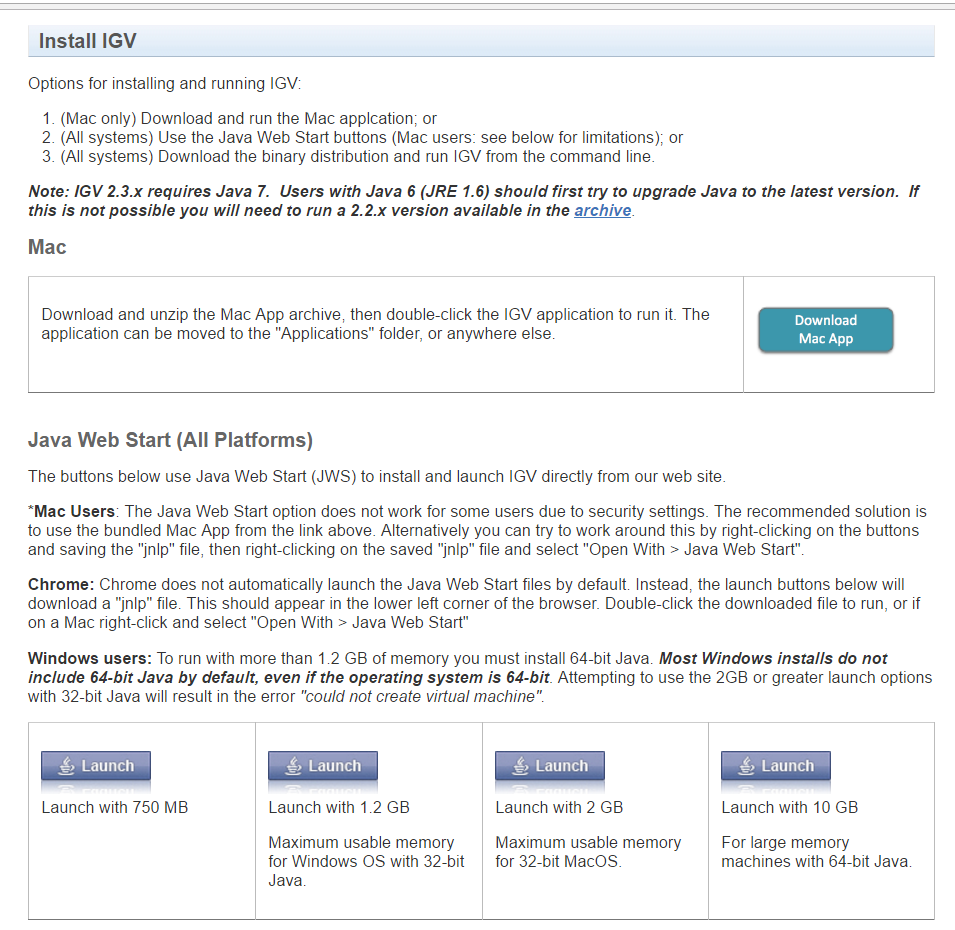 Install IGV
Options for installing and running IGV:
1. (Mac only) Download and run the Mac applcation; or
2. (All systems) Use the Java Web Start buttons (Mac users: see below for limitations); or
3. (All systems) Download the binary distribution and run IGV from the command line.
Note: IGV 2.3.x requires Java 7.  Users with Java 6 (JRE 1.6) should first try to upgrade Java to the latest version.  If
this is not possible you will need to run a 2.2.x version available in the archive.
Mac
Download and unzip the Mac App archive, then double-click the IGV application to run it. The
application can be moved to the "Applications" folder, or anywhere else.
Download
Mac App
Java Web Start (All Platforms)
The buttons below use Java Web Start (JWS) to install and launch IGV directly from our web site.
*Mac Users: The Java Web Start option does not work for some users due to security settings. The recommended solution is
to use the bundled Mac App from the link above. Alternatively you can try to work around this by right-clicking on the buttons
and saving the "jnlp" file, then right-clicking on the saved "jnlp" file and select "Open With > Java Web Start".
Chrome: Chrome does not automatically launch the Java Web Start files by default. Instead, the launch buttons below will
download a "jnlp" file. This should appear in the lower left corner of the browser. Double-click the downloaded file to run, or if
on a Mac right-click and select "Open With > Java Web Start"
Windows users: To run with more than 1.2 GB of memory you must install 64-bit Java. Most Windows installs do not
include 64-bit Java by default, even if the operating system is 64-bit. Attempting to use the 2GB or greater launch options
with 32-bit Java will result in the error "could not create virtual machine".
Launch
Launch with 750 MB
Launch
Launch with 1.2 GB
Maximum usable memory
for Windows OS with 32-bit
Java.
Launch
Launch with 2 GB
Maximum usable memory
for 32-bit MacOS.
Launch
Launch with 10 GB
For large memory
machines with 64-bit Java.